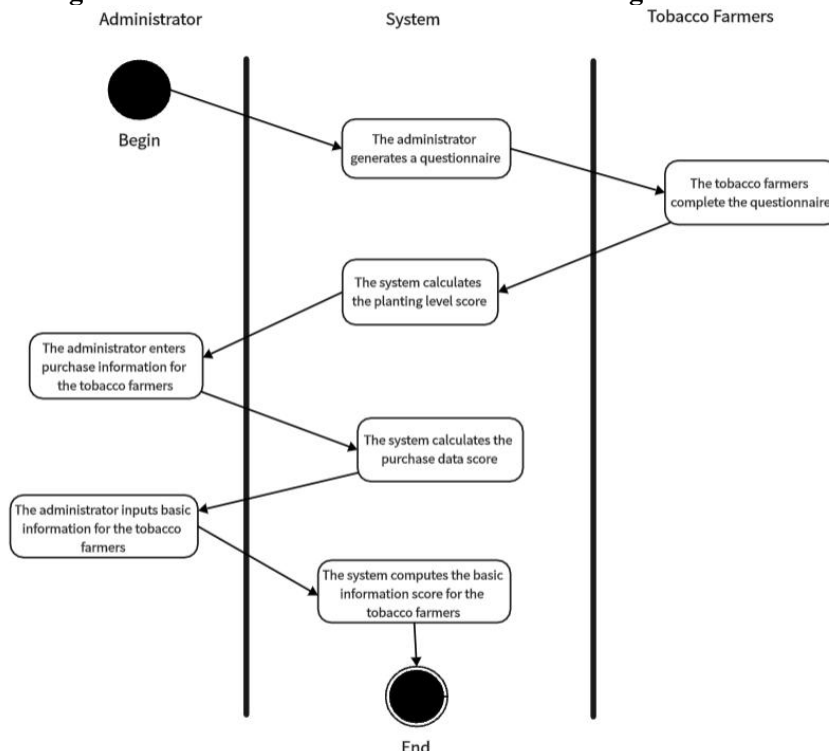 Administrator
System
Tobacco Farmers
Begin
The administrator
generates a questionnaire
The tobacco farmers
complete the questionnaire
The system calculates
the planting level score
The administrator enters
purchase information for
the tobacco farmers
The system calculates the
purchase data score
The administrator inputs basic
information for the tobacco
farmers
The system computes the basic
information score for the
tobacco farmers
End